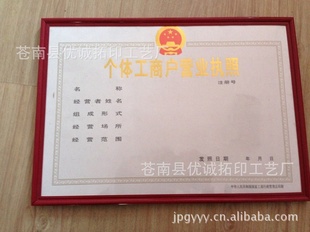 苍南县优诚拓印工艺厂
个体工商户营业执照
注册号
名称
经营者姓名
组成形式
经营场所
经营范围
苍南县优诚拓印工艺厂
发照日期 年 月 日
jpgyyy.cn.alibaba.com